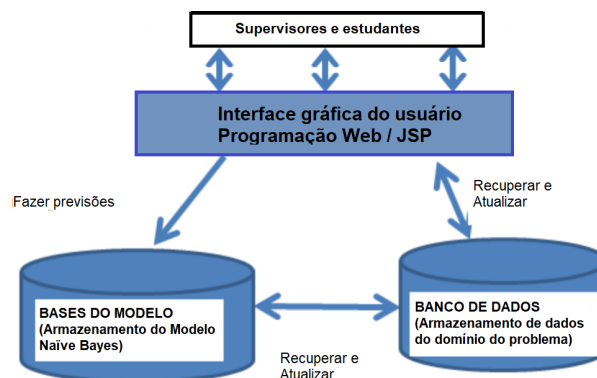 Supervisores e estudantes
Interface gráfica do usuário
Programação Web / JSP
Fazer previsões
Recuperar e
Atualizar
BASES DO MODELO
(Armazenamento do Modelo
Naïve Bayes)
BANCO DE DADOS
(Armazenamento de dados
do domínio do problema)
Recuperar e
Atualizar